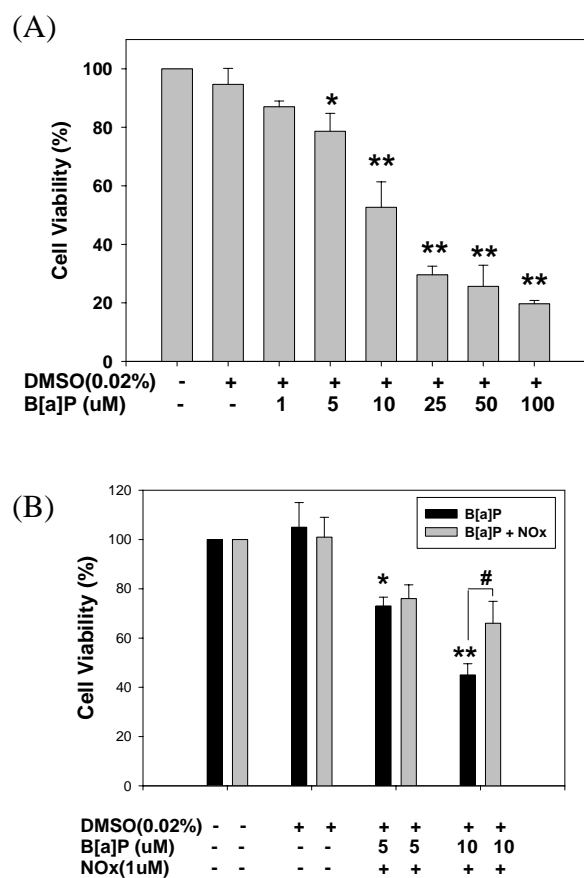 (A)
100
80
60
40
20
0
Cell Viability (%)
*
**
**
**
**
DMSO(0.02%) - + + + + + + +
B[a]P (uM) - - 1 5 10 25 50 100
(B)
120
100
80
60
40
20
0
Cell Viability (%)
B[a]P
B[a]P + NOx
*
#
**
DMSO(0.02%) - - + + + + + +
B[a]P (uM) - - - - 5 5 10 10
NOx(1uM) - - - - + + + +